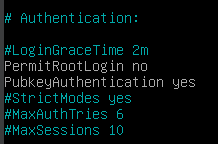 # Authentication:
#LoginGraceTime 2m
PermitRootLogin no
PubkeyAuthentication yes
#StrictModes yes
#MaxAuthTries 6
#MaxSessions 10